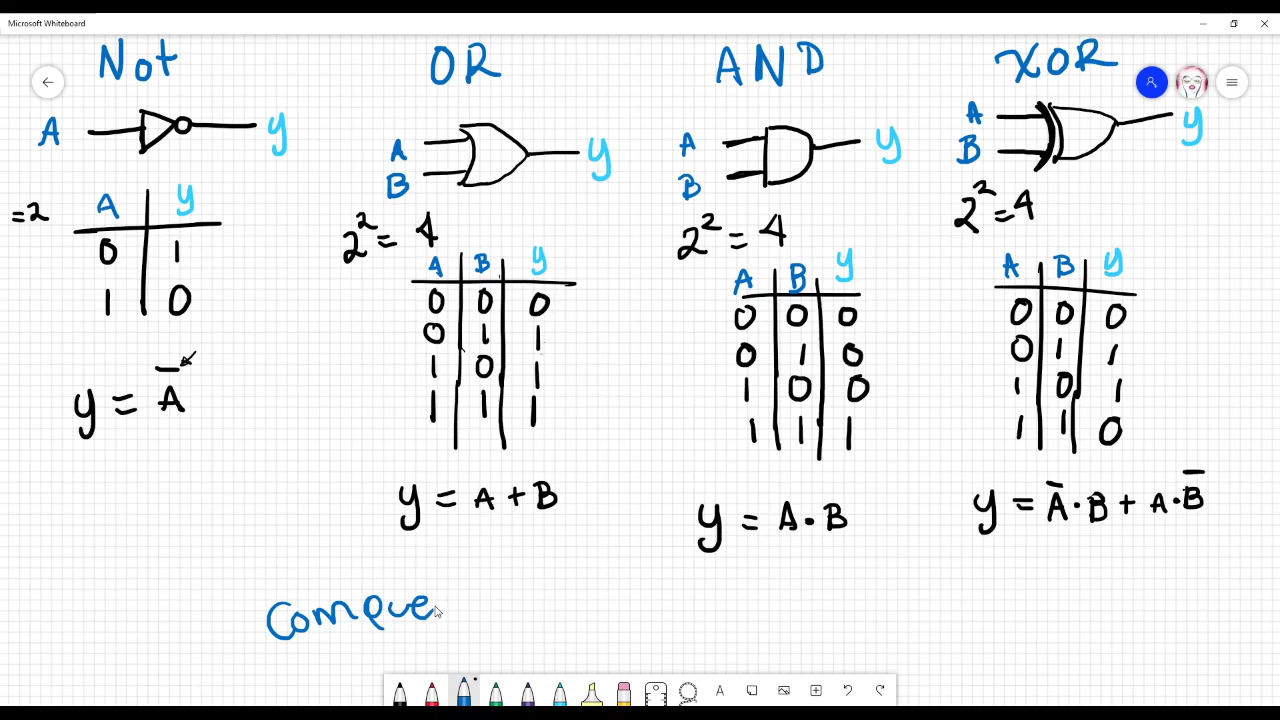 Microsoft Whiteboard
Not
A y
=2
A y
0 1
1 0
y = A̅
OR
A
B
y
2² = 4
A B y
0 0 0
0 1 1
1 0 1
1 1 1
y = A + B
AND
A
B
y
2² = 4
A B y
0 0 0
0 1 0
1 0 0
1 1 1
y = A · B
XOR
A
B
y
2² = 4
A B y
0 0 0
0 1 1
1 0 1
1 1 0
y = A̅ · B + A · B̅
Compue
A